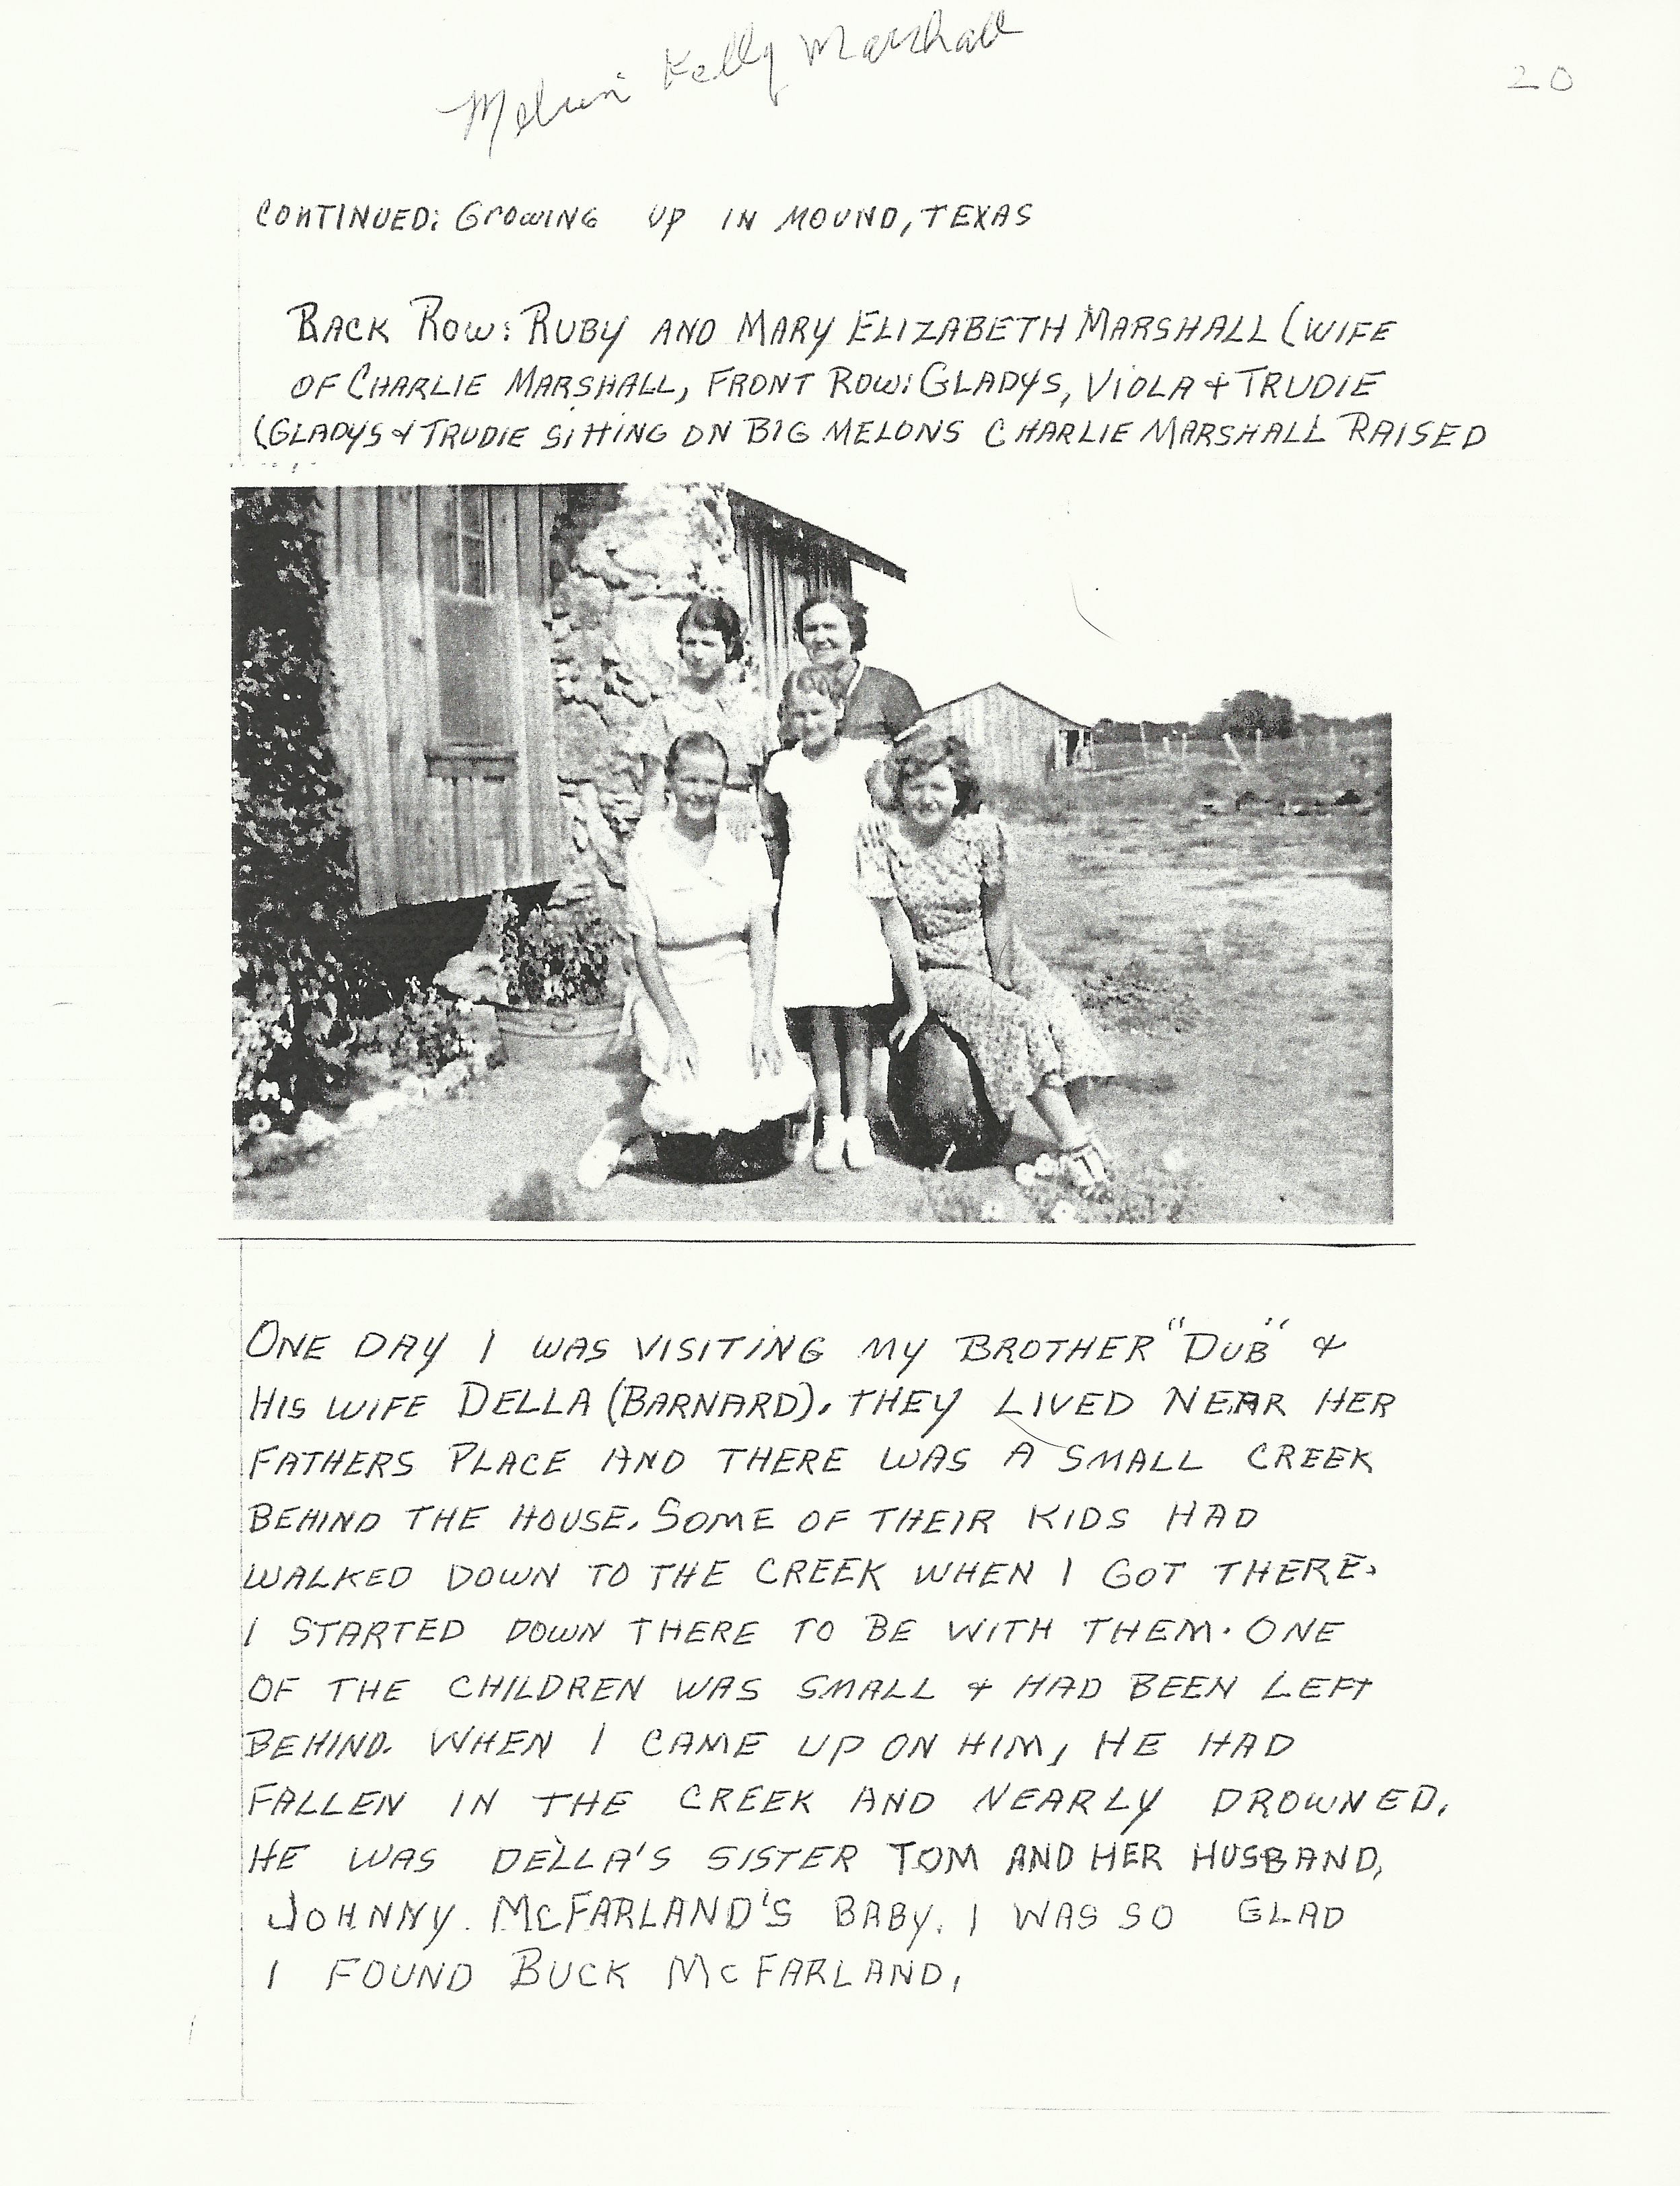 Melvin Kelly Marshall
20
CONTINUED: GROWING UP IN MOUND, TEXAS
BACK ROW: RUBY AND MARY ELIZABETH MARSHALL (WIFE
OF CHARLIE MARSHALL, FRONT ROW: GLADYS, VIOLA & TRUDIE
(GLADYS & TRUDIE SITTING ON BIG MELONS CHARLIE MARSHALL RAISED
ONE DAY I WAS VISITING MY BROTHER "DUB" &
HIS WIFE DELLA (BARNARD). THEY LIVED NEAR HER
FATHERS PLACE AND THERE WAS A SMALL CREEK
BEHIND THE HOUSE. SOME OF THEIR KIDS HAD
WALKED DOWN TO THE CREEK WHEN I GOT THERE.
I STARTED DOWN THERE TO BE WITH THEM. ONE
OF THE CHILDREN WAS SMALL & HAD BEEN LEFT
BEHIND. WHEN I CAME UP ON HIM, HE HAD
FALLEN IN THE CREEK AND NEARLY DROWNED.
HE WAS DELLA'S SISTER TOM AND HER HUSBAND,
JOHNNY. MCFARLAND'S BABY. I WAS SO GLAD
I FOUND BUCK MCFARLAND.